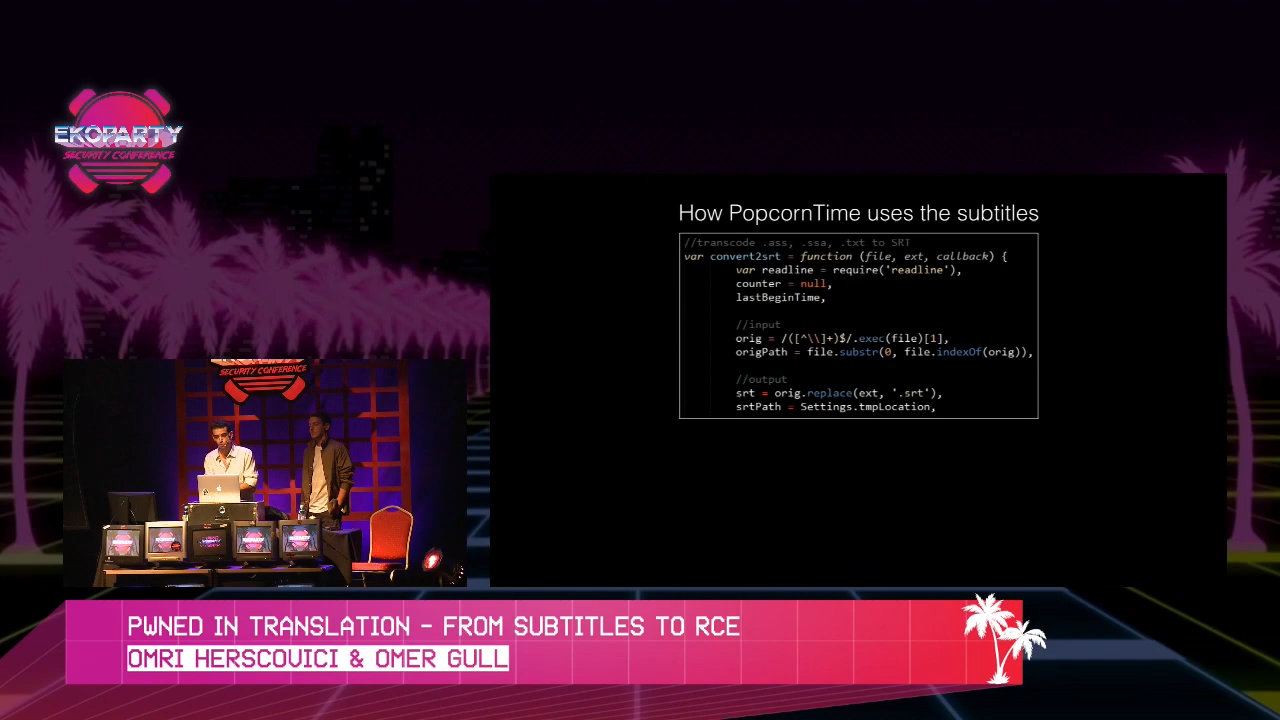 EKOPARTY
SECURITY CONFERENCE
How PopcornTime uses the subtitles
//transcode .ass, .ssa, .txt to SRT
var convert2srt = function (file, ext, callback) {
var readline = require('readline'),
counter = null,
lastBeginTime,
//input
orig = /([^\\]+)$/.exec(file)[1],
origPath = file.substr(0, file.indexOf(orig)),
//output
srt = orig.replace(ext, '.srt'),
srtPath = Settings.tmpLocation,
SECURITY CONFERENCE
PWNED IN TRANSLATION - FROM SUBTITLES TO RCE
OMRI HERSCOVICI & OMER GULL